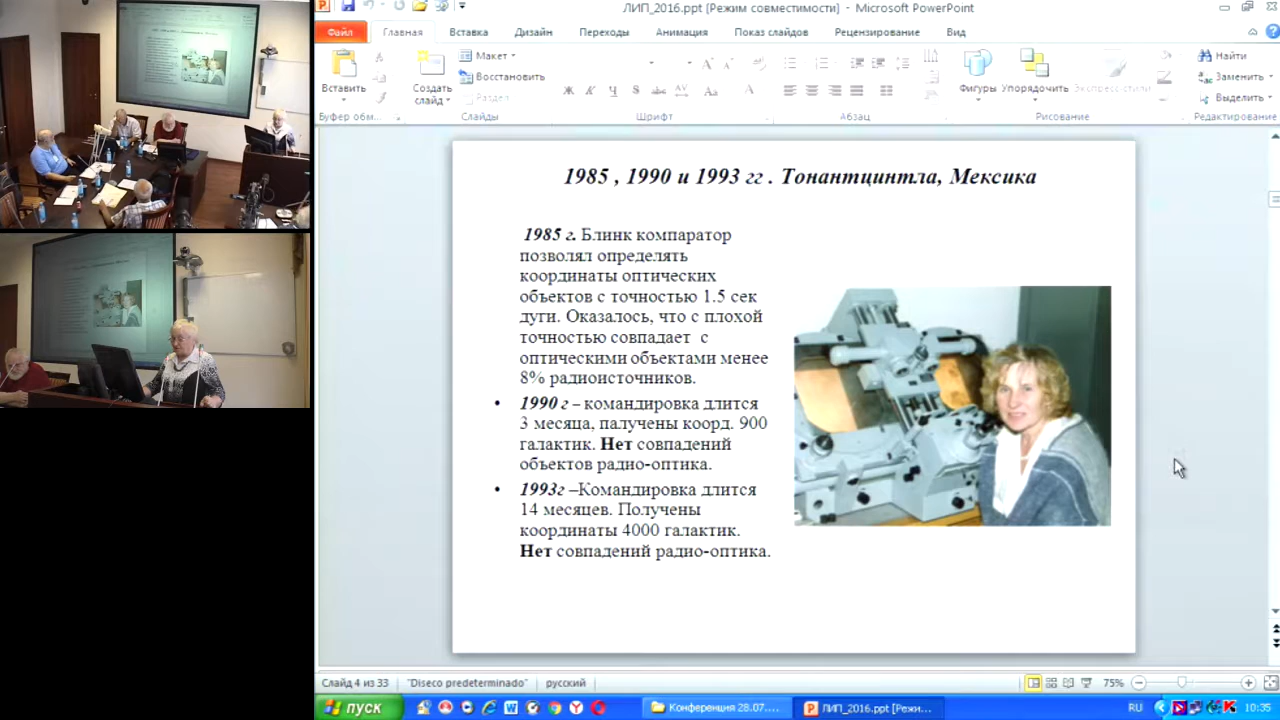 ЛИП_2016.ppt [Режим совместимости] - Microsoft PowerPoint
Файл Главная Вставка Дизайн Переходы Анимация Показ слайдов Рецензирование Вид
Вставить
Создать слайд
Макет
Восстановить
Раздел
Фигуры Упорядочить Экспресс-стили
Найти
Заменить
Выделить
Буфер обм... Слайды Шрифт Абзац Рисование Редактирование
1985 , 1990 и 1993 гг . Тонантцинтла, Мексика
1985 г. Блинк компаратор
позволял определять
координаты оптических
объектов с точностью 1.5 сек
дуги. Оказалось, что с плохой
точностью совпадает с
оптическими объектами менее
8% радиоисточников.
• 1990 г – командировка длится
3 месяца, палучены коорд. 900
галактик. Нет совпадений
объектов радио-оптика.
• 1993г –Командировка длится
14 месяцев. Получены
координаты 4000 галактик.
Нет совпадений радио-оптика.
Слайд 4 из 33 "Diseco predeterminado" русский 75%
пуск Конференция 28.07.... ЛИП_2016.ppt [Режи... RU 10:35